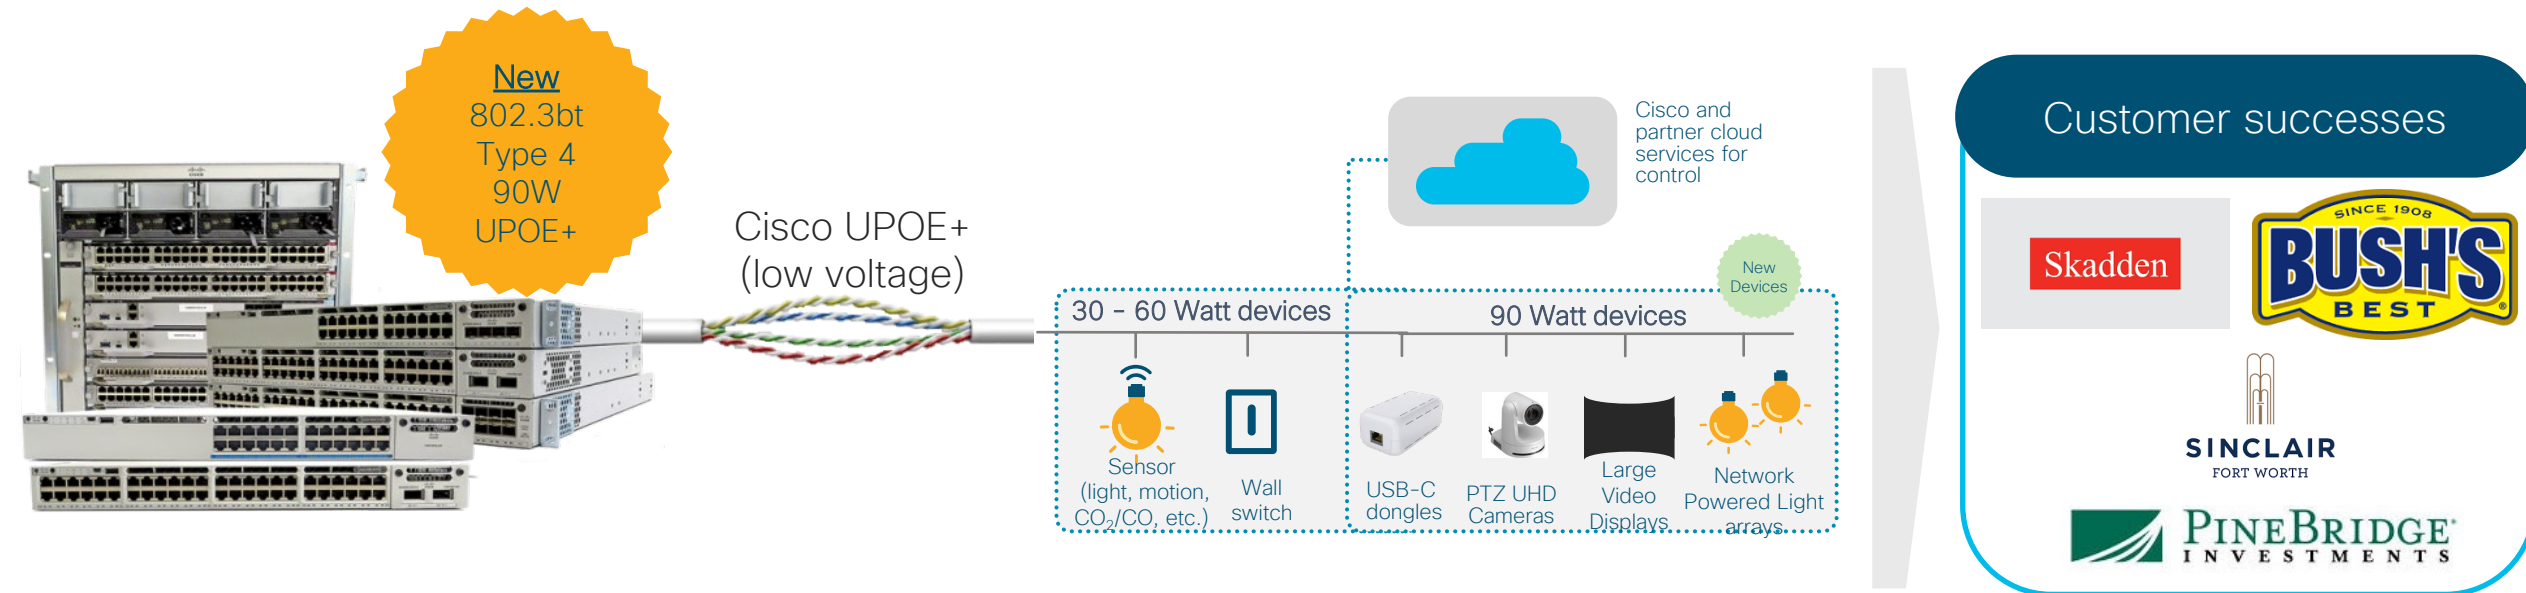 New
802.3bt
Type 4
90W
UPOE+
Cisco UPOE+
(low voltage)
Cisco and
partner cloud
services for
control
New
Devices
30 - 60 Watt devices
90 Watt devices
Sensor
(light, motion,
CO₂/CO, etc.)
Wall
switch
USB-C
dongles
PTZ UHD
Cameras
Large
Video
Displays
Network
Powered Light
arrays
Customer successes
Skadden
SINCE 1908
BUSH'S
BEST
SINCLAIR
FORT WORTH
PINEBRIDGE
INVESTMENTS